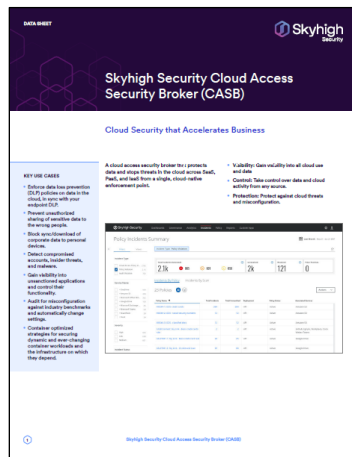 DATA SHEET
Skyhigh
Security
Skyhigh Security Cloud Access
Security Broker (CASB)
Cloud Security that Accelerates Business
KEY USE CASES
• Enforce data loss prevention
(DLP) policies on data in the
cloud, in sync with your
endpoint DLP.
• Prevent unauthorized
sharing of sensitive data to
the wrong people.
• Block sync/download of
corporate data to personal
devices.
• Detect compromised
accounts, insider threats,
and malware.
• Gain visibility into
unsanctioned applications
and control their
functionality.
• Audit for misconfiguration
against industry benchmarks
and automatically change
settings.
• Container optimized
strategies for securing
dynamic and ever-changing
container workloads and
the infrastructure on which
they depend.
A cloud access security broker that protects
data and stops threats in the cloud across SaaS,
PaaS, and IaaS from a single, cloud-native
enforcement point.
• Visibility: Gain visibility into all cloud use
and data
• Control: Take control over data and cloud
activity from any source.
• Protection: Protect against cloud threats
and misconfiguration.
Skyhigh Security
Policy Incidents Summary
2.1k
2k
121
0
1
Skyhigh Security Cloud Access Security Broker (CASB)